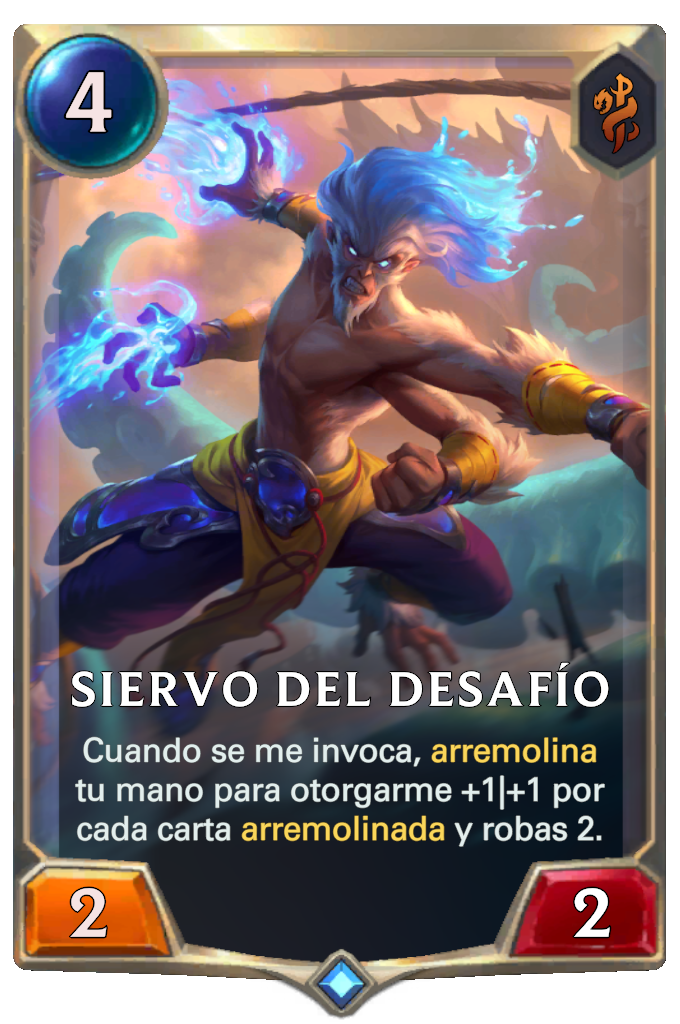 4
SIERVO DEL DESAFÍO
Cuando se me invoca, arremolina
tu mano para otorgarme +1|+1 por
cada carta arremolinada y robas 2.
2
2